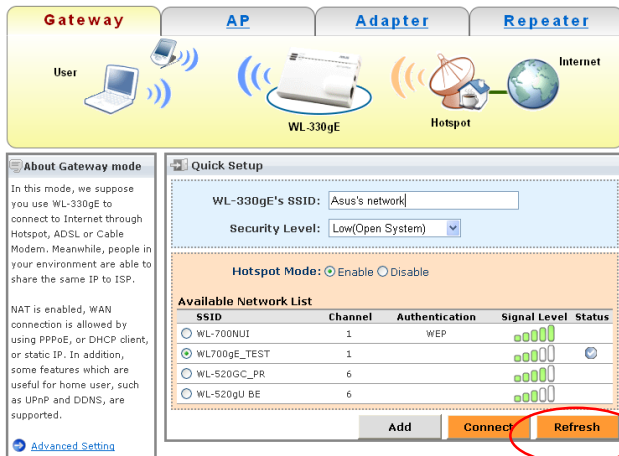 Gateway
AP
Adapter
Repeater
User
WL-330gE
Hotspot
Internet
About Gateway mode
In this mode, we suppose
you use WL-330gE to
connect to Internet through
Hotspot, ADSL or Cable
Modem. Meanwhile, people in
your environment are able to
share the same IP to ISP.
NAT is enabled, WAN
connection is allowed by
using PPPoE, or DHCP client,
or static IP. In addition,
some features which are
useful for home user, such
as UPnP and DDNS, are
supported.
Advanced Setting
Quick Setup
WL-330gE's SSID: Asus's network
Security Level: Low(Open System)
Hotspot Mode: Enable Disable
Available Network List
SSID Channel Authentication Signal Level Status
WL-700NUI 1 WEP
WL700gE_TEST 1
WL-520GC_PR 6
WL-520gU BE 6
Add Connect Refresh